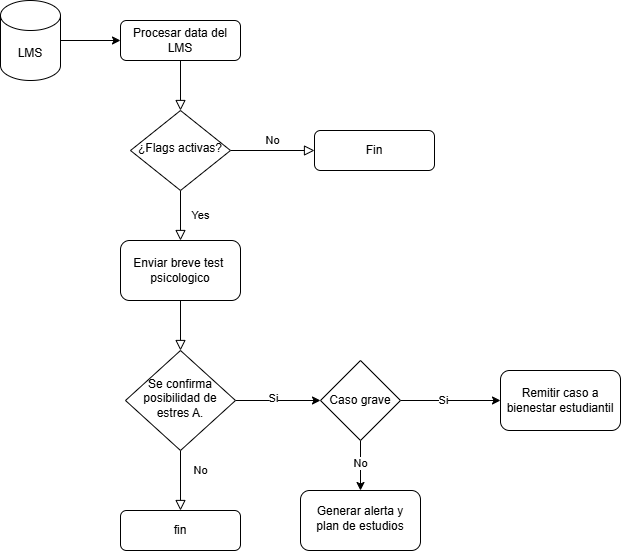 LMS
Procesar data del
LMS
¿Flags activas?
No
Fin
Yes
Enviar breve test
psicologico
Se confirma
posibilidad de
estres A.
Si
Caso grave
Si
Remitir caso a
bienestar estudiantil
No
No
Generar alerta y
plan de estudios
fin